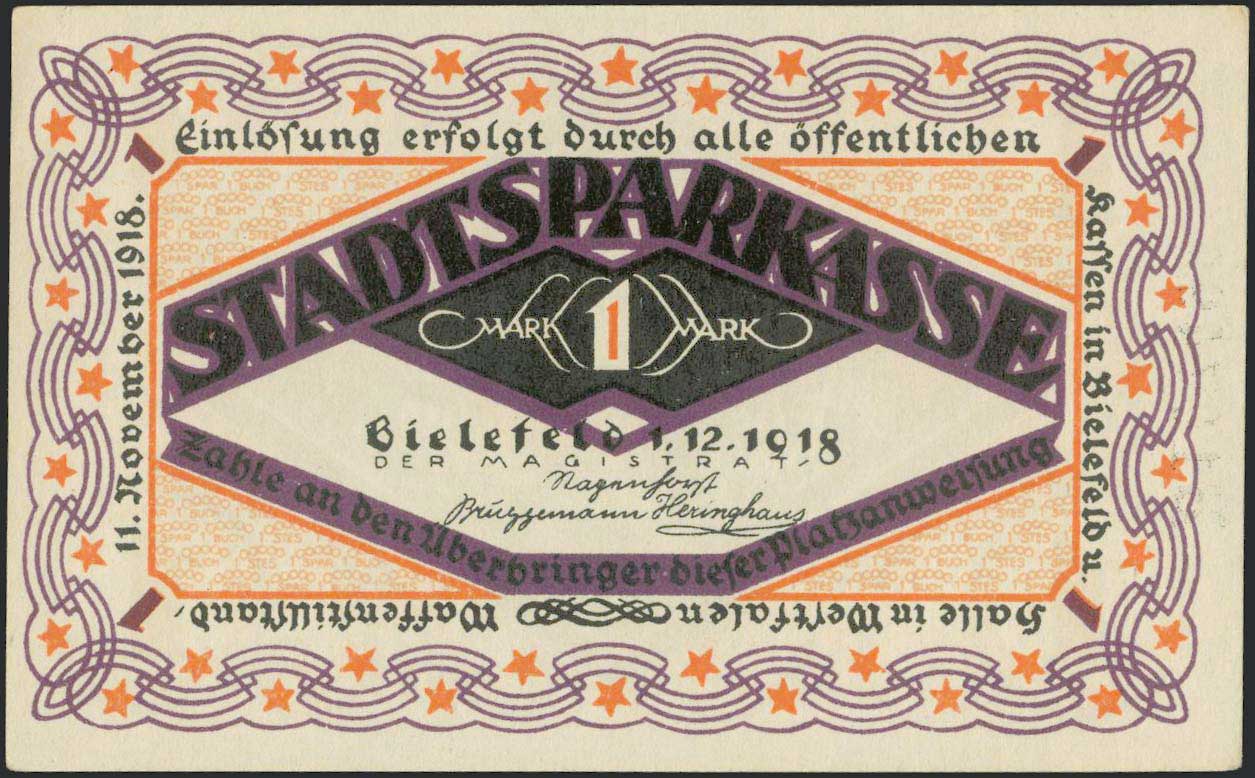 Einlösung erfolgt durch alle öffentlichen
Kassen in Bielefeld u.
Halle in Westfalen
Waffenstillstand,
11. November 1918.
1
1
1
1
STADTSPARKASSE
MARK 1 MARK
Bielefeld 1.12.1918
DER MAGISTRAT,
Nagenhorst
Brüggemann Heringhaus
Zahle an den Überbringer dieser Platzanweisung